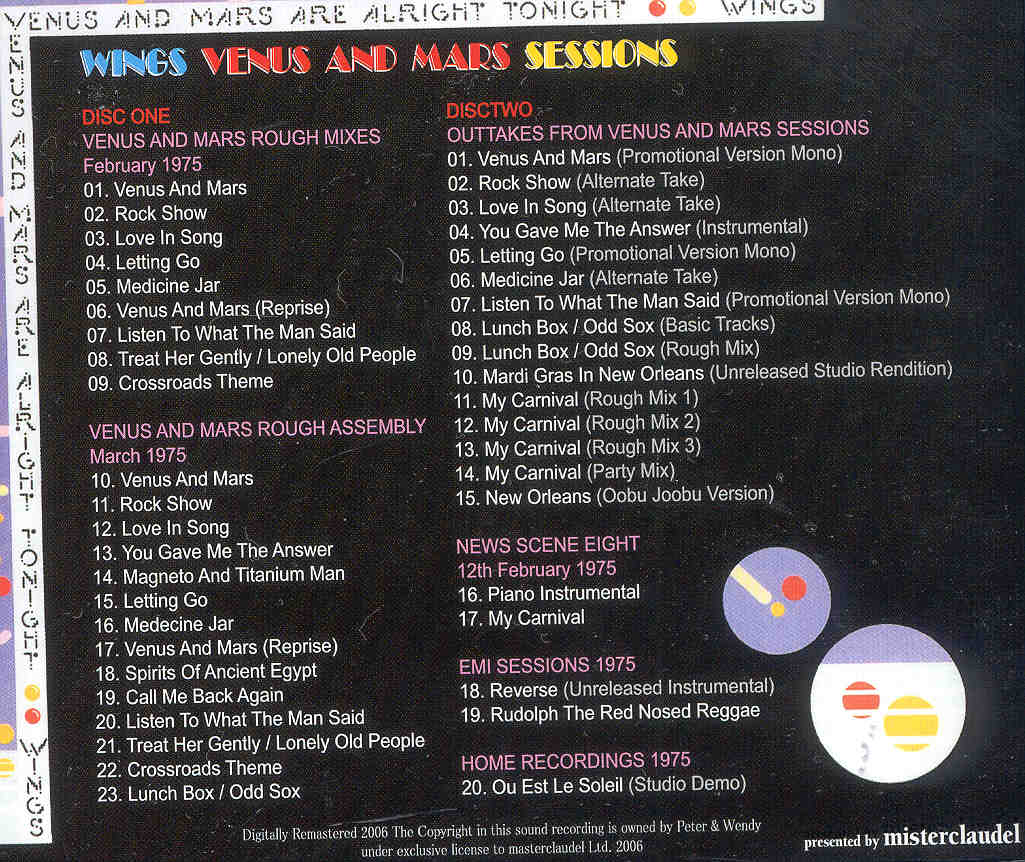 VENUS AND MARS ARE ALRIGHT TONIGHT WINGS
VENUS AND MARS ARE ALRIGHT TONIGHT WINGS
WINGS VENUS AND MARS SESSIONS
DISC ONE
VENUS AND MARS ROUGH MIXES
February 1975
01. Venus And Mars
02. Rock Show
03. Love In Song
04. Letting Go
05. Medicine Jar
06. Venus And Mars (Reprise)
07. Listen To What The Man Said
08. Treat Her Gently / Lonely Old People
09. Crossroads Theme
VENUS AND MARS ROUGH ASSEMBLY
March 1975
10. Venus And Mars
11. Rock Show
12. Love In Song
13. You Gave Me The Answer
14. Magneto And Titanium Man
15. Letting Go
16. Medecine Jar
17. Venus And Mars (Reprise)
18. Spirits Of Ancient Egypt
19. Call Me Back Again
20. Listen To What The Man Said
21. Treat Her Gently / Lonely Old People
22. Crossroads Theme
23. Lunch Box / Odd Sox
DISCTWO
OUTTAKES FROM VENUS AND MARS SESSIONS
01. Venus And Mars (Promotional Version Mono)
02. Rock Show (Alternate Take)
03. Love In Song (Alternate Take)
04. You Gave Me The Answer (Instrumental)
05. Letting Go (Promotional Version Mono)
06. Medicine Jar (Alternate Take)
07. Listen To What The Man Said (Promotional Version Mono)
08. Lunch Box / Odd Sox (Basic Tracks)
09. Lunch Box / Odd Sox (Rough Mix)
10. Mardi Gras In New Orleans (Unreleased Studio Rendition)
11. My Carnival (Rough Mix 1)
12. My Carnival (Rough Mix 2)
13. My Carnival (Rough Mix 3)
14. My Carnival (Party Mix)
15. New Orleans (Oobu Joobu Version)
NEWS SCENE EIGHT
12th February 1975
16. Piano Instrumental
17. My Carnival
EMI SESSIONS 1975
18. Reverse (Unreleased Instrumental)
19. Rudolph The Red Nosed Reggae
HOME RECORDINGS 1975
20. Ou Est Le Soleil (Studio Demo)
Digitally Remastered 2006 The Copyright in this sound recording is owned by Peter & Wendy
under exclusive license to masterclaudel Ltd. 2006
presented by misterclaudel